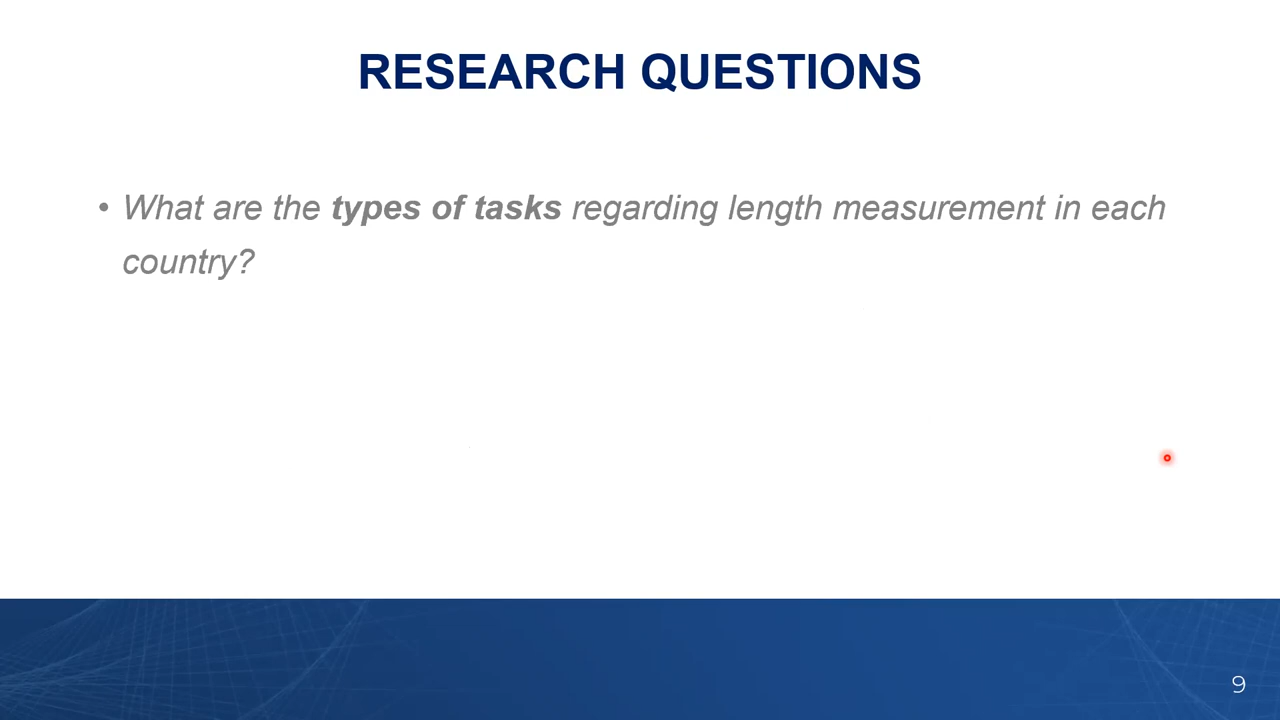 RESEARCH QUESTIONS
• What are the types of tasks regarding length measurement in each
country?
9